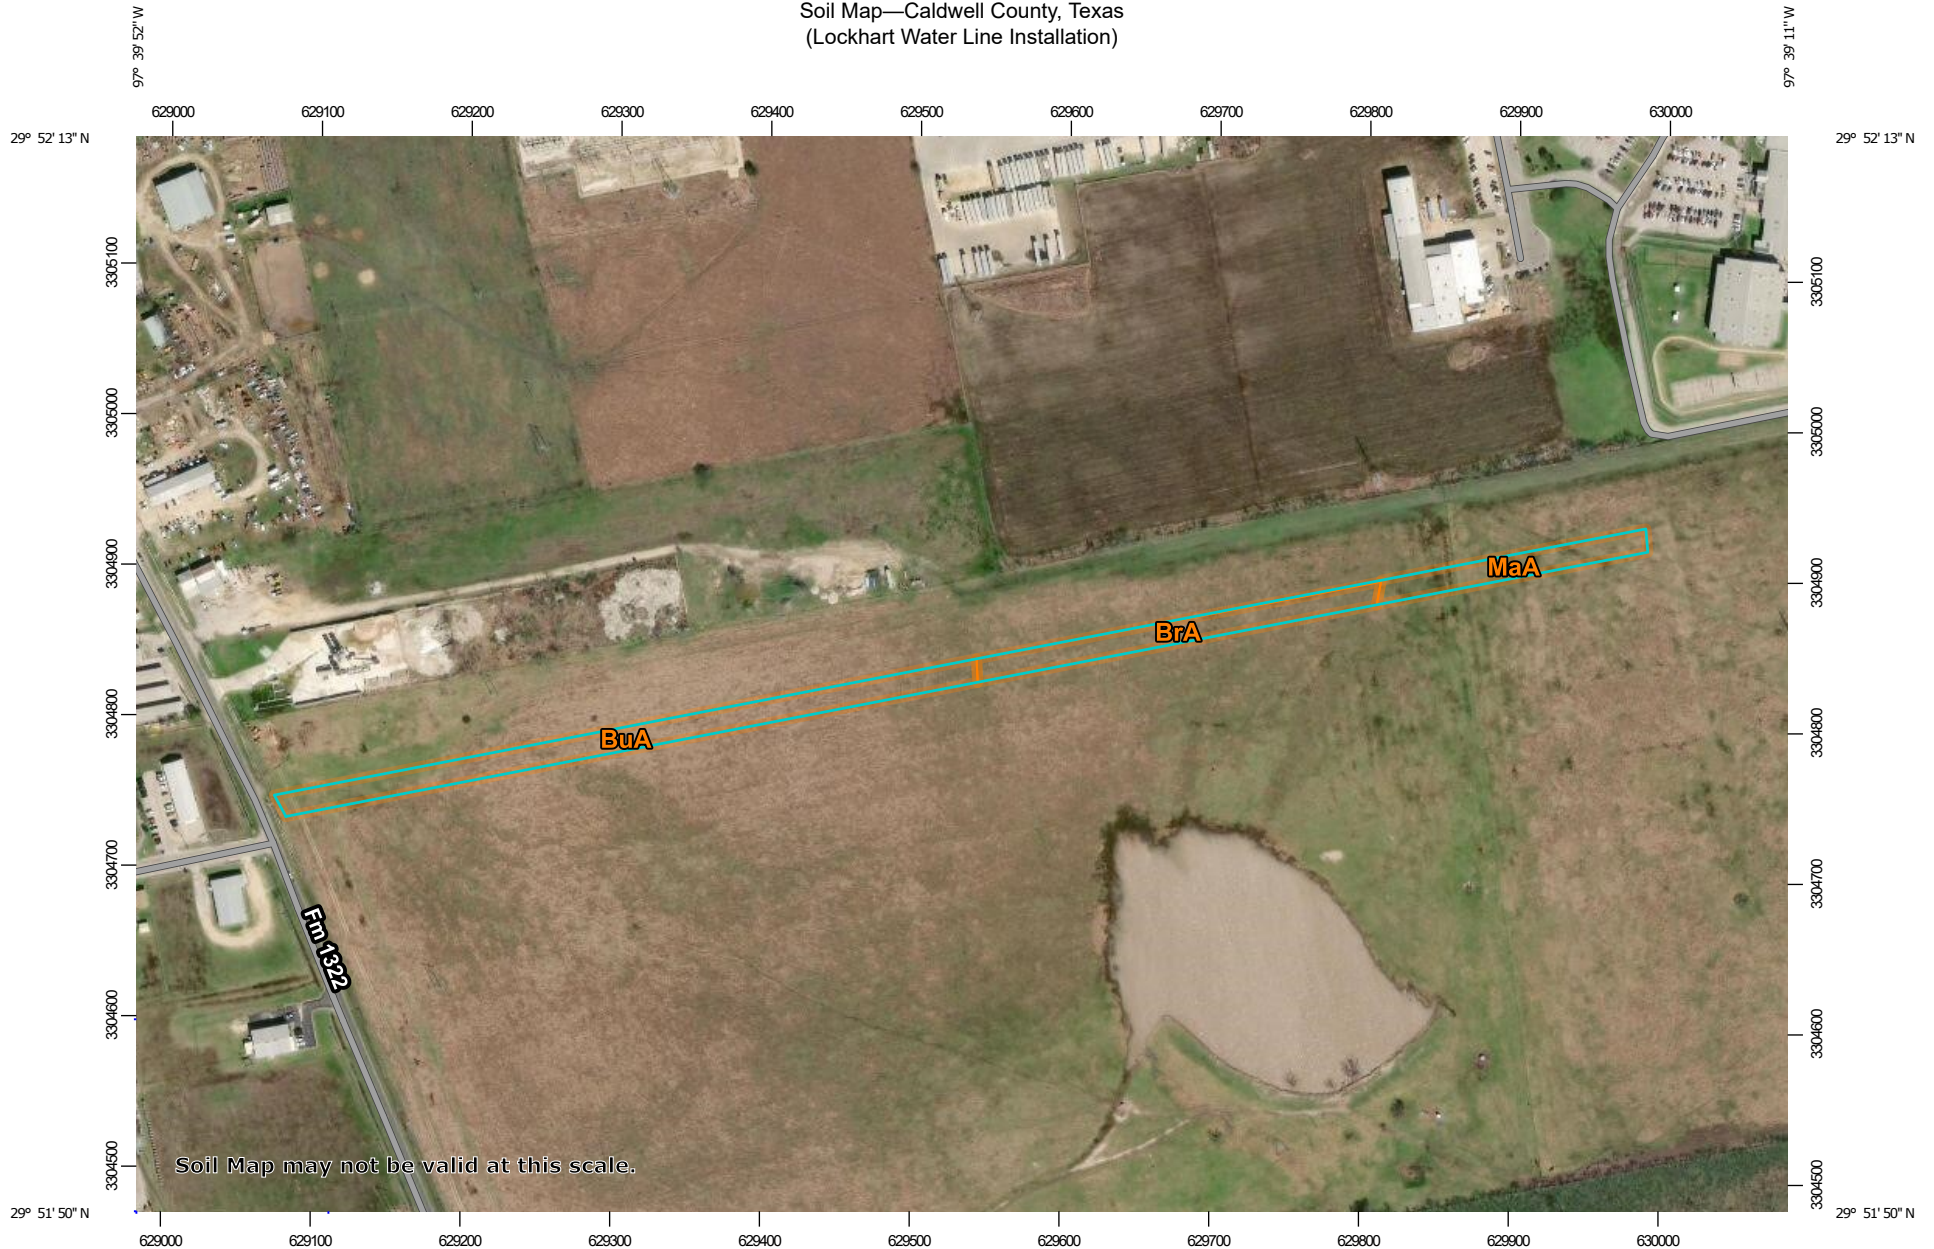 Soil Map—Caldwell County, Texas
(Lockhart Water Line Installation)
97° 39' 52'' W
97° 39' 11'' W
629000 629100 629200 629300 629400 629500 629600 629700 629800 629900 630000
29° 52' 13'' N
29° 52' 13'' N
3305100
3305100
3305000
3305000
3304900
3304900
MaA
BrA
3304800
3304800
BuA
3304700
3304700
Fm 1322
3304600
3304600
3304500
3304500
Soil Map may not be valid at this scale.
29° 51' 50'' N
29° 51' 50'' N
629000 629100 629200 629300 629400 629500 629600 629700 629800 629900 630000